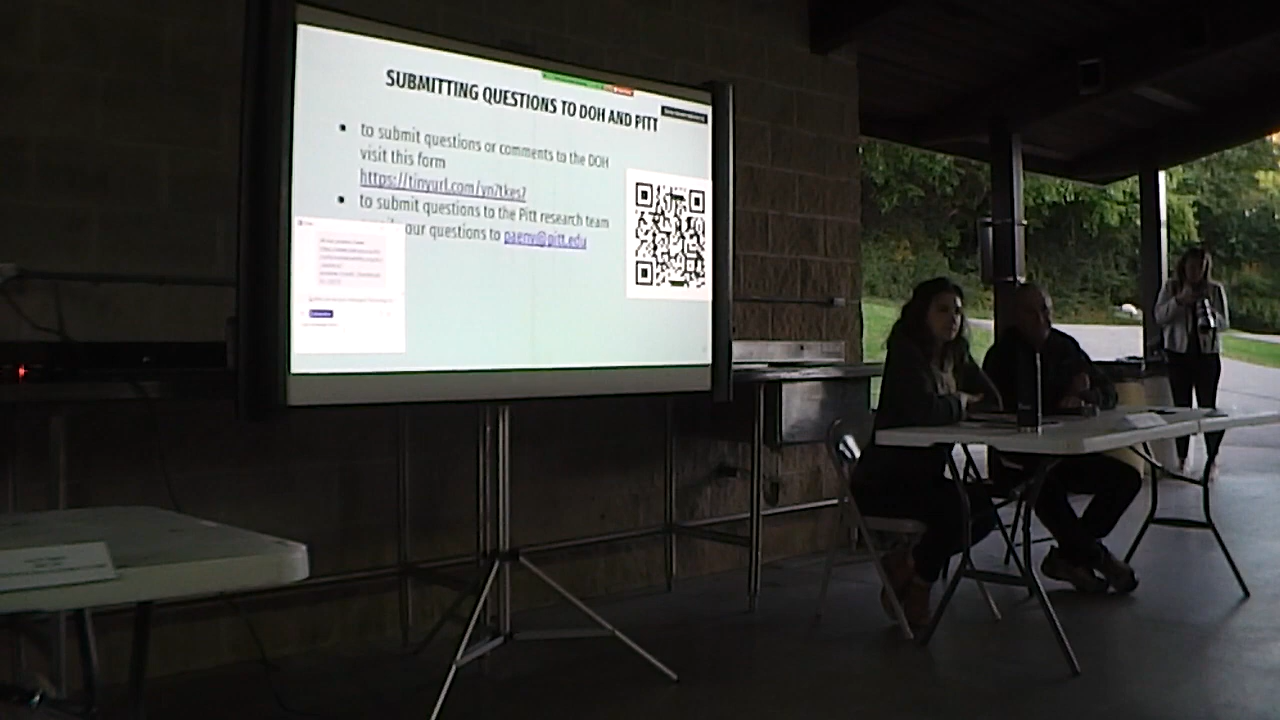 SUBMITTING QUESTIONS TO DOH AND PITT
to submit questions or comments to the DOH
visit this form
https://tinyurl.com/yn7tkes7
to submit questions to the Pitt research team
our questions to paenv@pitt.edu